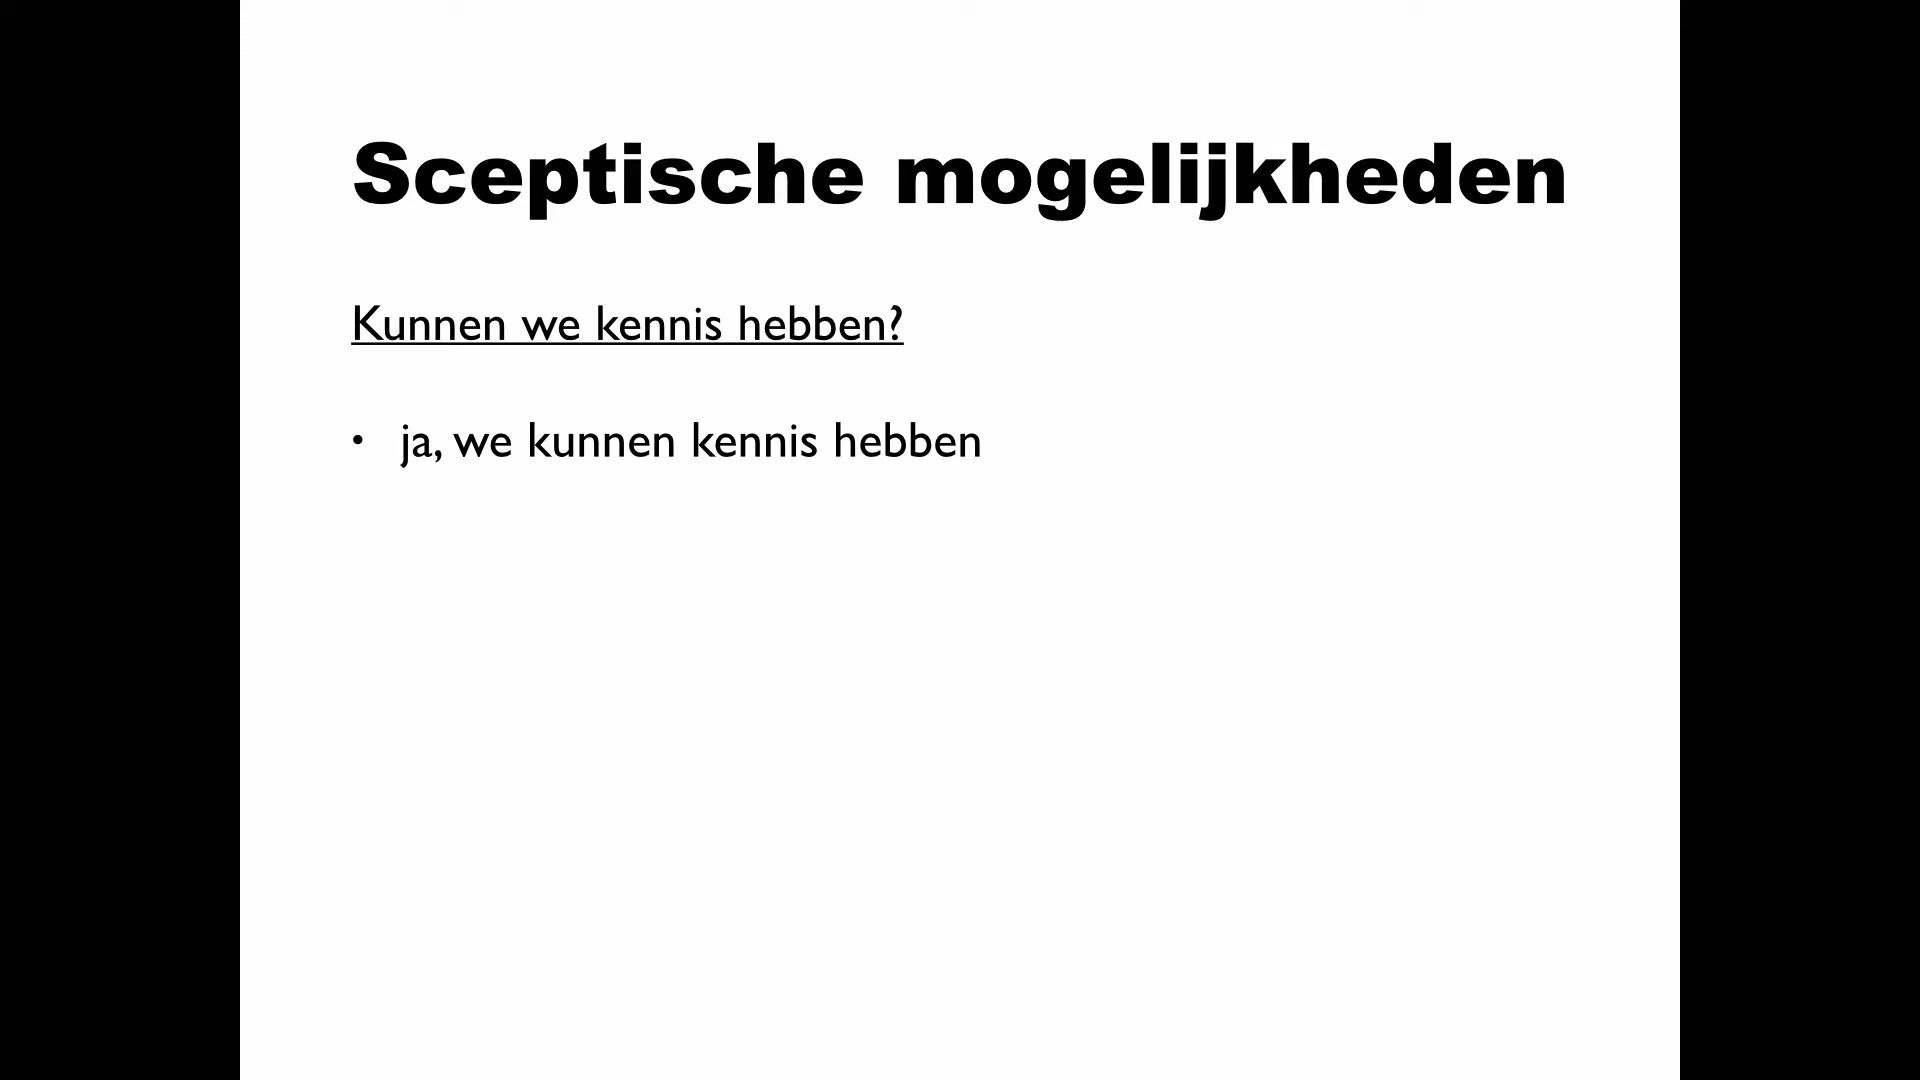 Sceptische mogelijkheden
Kunnen we kennis hebben?
• ja, we kunnen kennis hebben